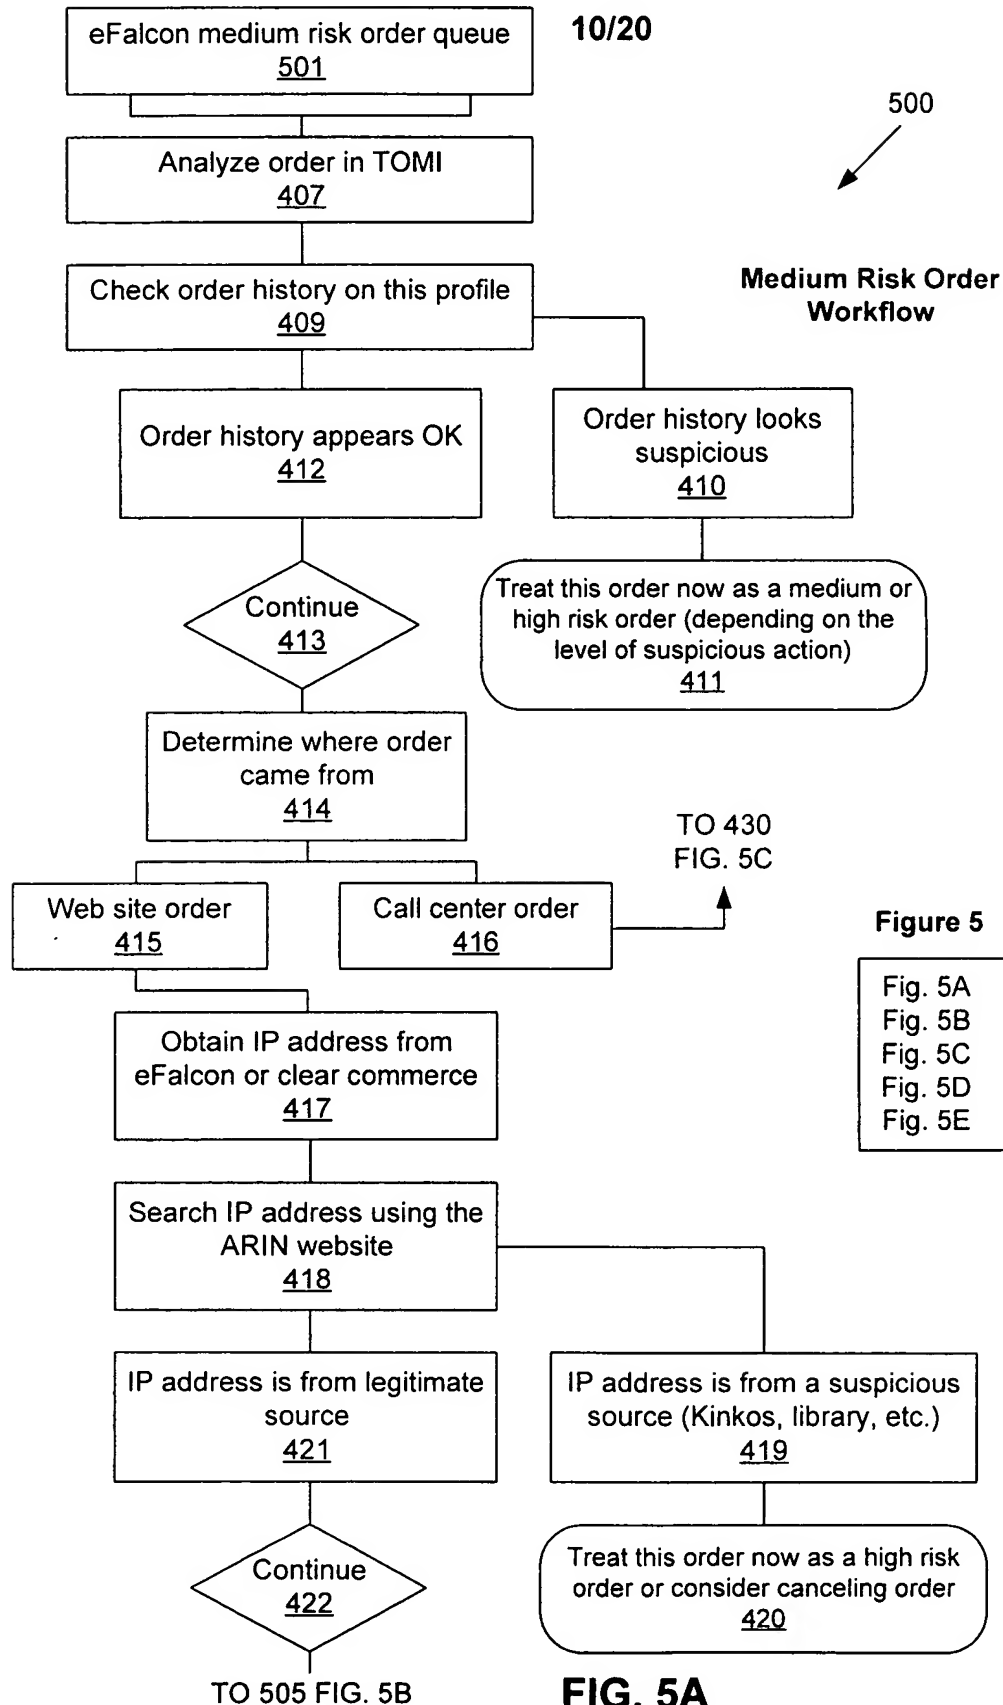 eFalcon medium risk order queue
501
10/20
500
Analyze order in TOMI
407
Medium Risk Order
Workflow
Check order history on this profile
409
Order history appears OK
412
Order history looks
suspicious
410
Continue
413
Treat this order now as a medium or
high risk order (depending on the
level of suspicious action)
411
Determine where order
came from
414
TO 430
FIG. 5C
Web site order
415
Call center order
416
Figure 5
Fig. 5A
Fig. 5B
Fig. 5C
Fig. 5D
Fig. 5E
Obtain IP address from
eFalcon or clear commerce
417
Search IP address using the
ARIN website
418
IP address is from legitimate
source
421
IP address is from a suspicious
source (Kinkos, library, etc.)
419
Continue
422
Treat this order now as a high risk
order or consider canceling order
420
TO 505 FIG. 5B
FIG. 5A